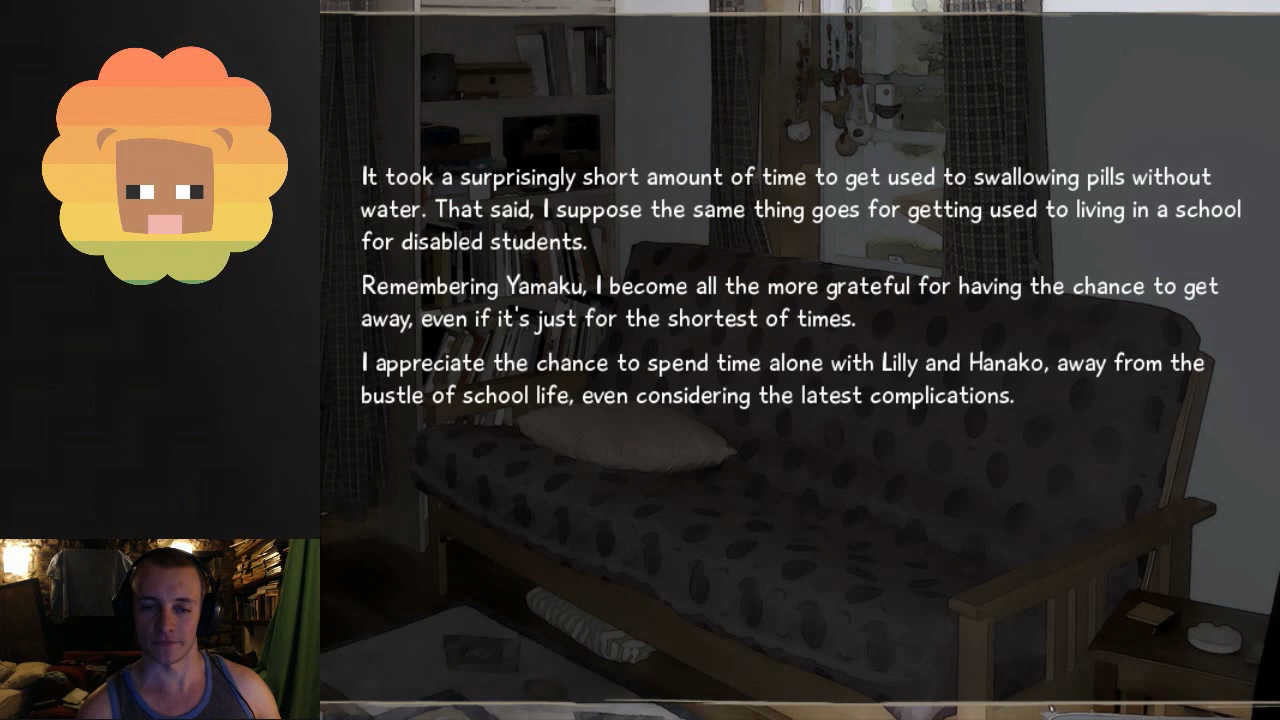 It took a surprisingly short amount of time to get used to swallowing pills without
water. That said, I suppose the same thing goes for getting used to living in a school
for disabled students.
Remembering Yamaku, I become all the more grateful for having the chance to get
away, even if it's just for the shortest of times.
I appreciate the chance to spend time alone with Lilly and Hanako, away from the
bustle of school life, even considering the latest complications.